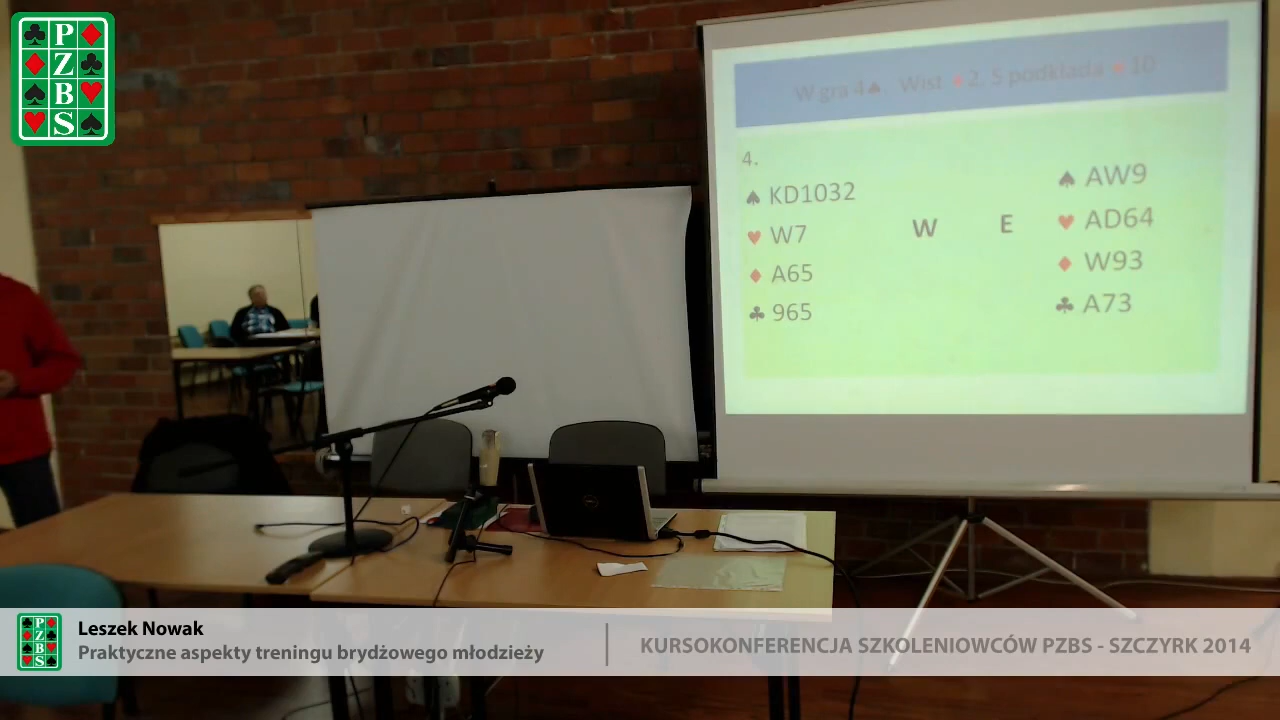 P
Z
B
S
W gra 4♠ Wist ♦2. S podkłada ♦10
4.
♠ KD1032
♥ W7
♦ A65
♣ 965
W E
♠ AW9
♥ AD64
♦ W93
♣ A73
P
Z
B
S
Leszek Nowak
Praktyczne aspekty treningu brydżowego młodzieży
KURSOKONFERENCJA SZKOLENIOWCÓW PZBS - SZCZYRK 2014